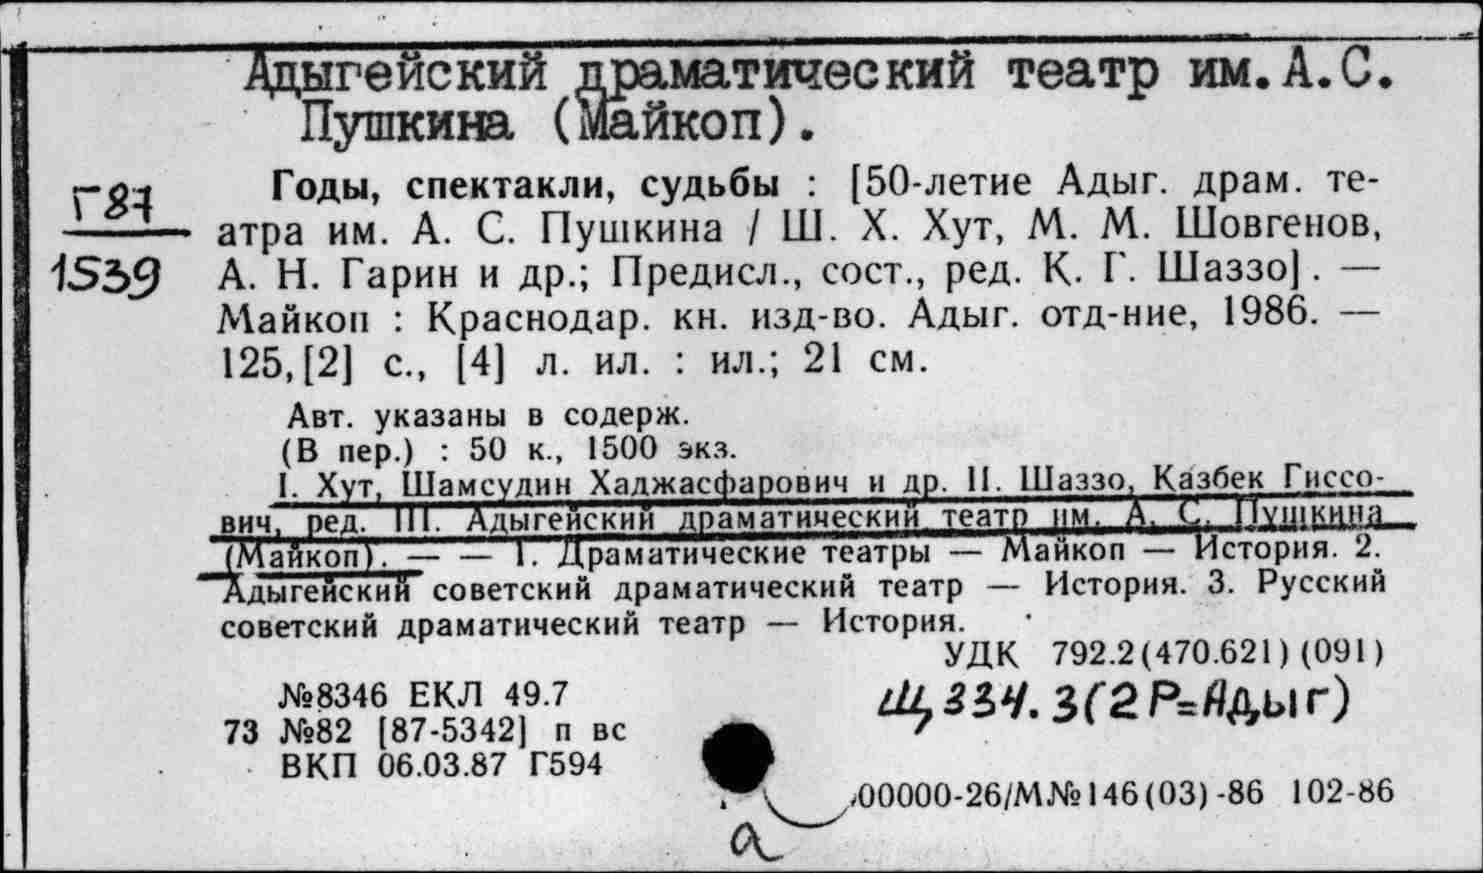 Адыгейский драматический театр им. А.С.
Пушкина (Майкоп).
Г87
1539
Годы, спектакли, судьбы : [50-летие Адыг. драм. те-
атра им. А. С. Пушкина / Ш. Х. Хут, М. М. Шовгенов,
А. Н. Гарин и др.; Предисл., сост., ред. К. Г. Шаззо]. —
Майкоп : Краснодар. кн. изд-во. Адыг. отд-ние, 1986. —
125,[2] с., [4] л. ил. : ил.; 21 см.
Авт. указаны в содерж.
(В пер.) : 50 к., 1500 экз.
I. Хут, Шамсудин Хаджасфарович и др. II. Шаззо, Казбек Гиссо-
вич, ред. III. Адыгейский драматический театр им. А. С. Пушкина
(Майкоп). — — 1. Драматические театры — Майкоп — История. 2.
Адыгейский советский драматический театр — История. 3. Русский
советский драматический театр — История.
УДК 792.2(470.621)(091)
Щ334.3(2Р=Адыг)
№8346 ЕКЛ 49.7
73 №82 [87-5342] п вс
ВКП 06.03.87 Г594
00000-26/М№146(03)-86 102-86
а